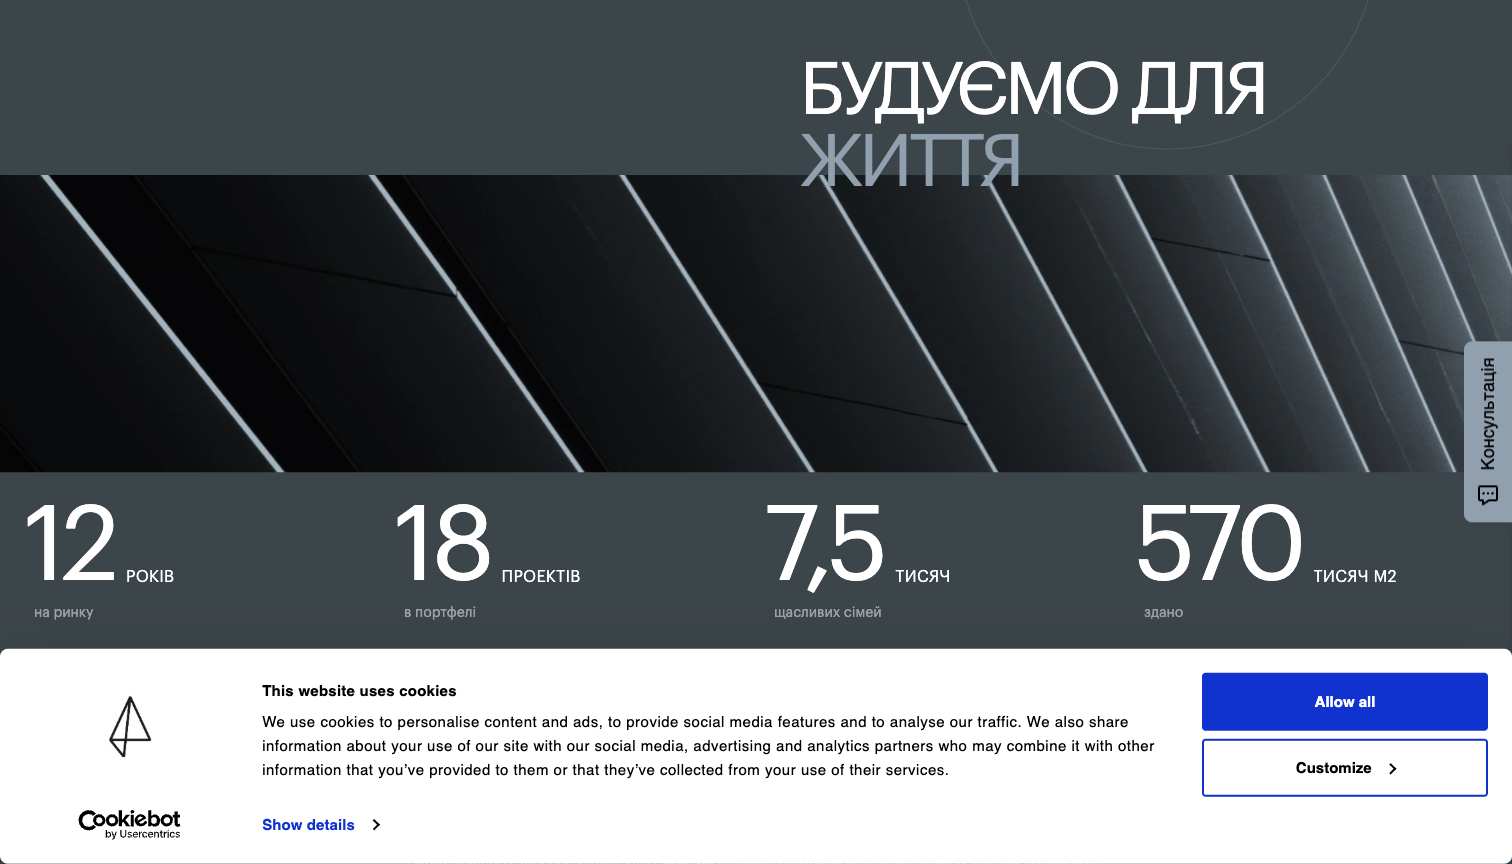 БУДУЄМО ДЛЯ
ЖИТТЯ
Консультація
12 РОКІВ
на ринку
18 ПРОЕКТІВ
в портфелі
7,5 ТИСЯЧ
щасливих сімей
570 ТИСЯЧ М2
здано
This website uses cookies
We use cookies to personalise content and ads, to provide social media features and to analyse our traffic. We also share
information about your use of our site with our social media, advertising and analytics partners who may combine it with other
information that you’ve provided to them or that they’ve collected from your use of their services.
Show details
Allow all
Customize
Cookiebot
by Usercentrics